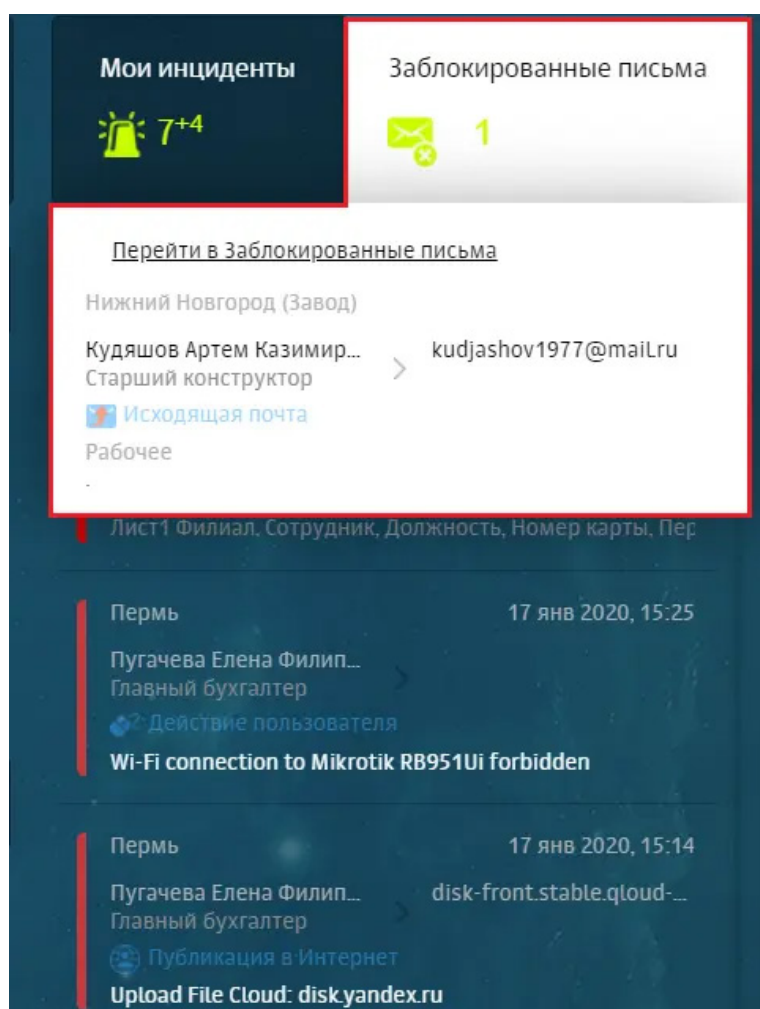 Мои инциденты
Заблокированные письма
7+4
1
Перейти в Заблокированные письма
Нижний Новгород (Завод)
Кудяшов Артем Казимир...
kudjashov1977@mail.ru
Старший конструктор
Исходящая почта
Рабочее
.
Лист1 Филиал, Сотрудник, Должность, Номер карты, Пер
Пермь
17 янв 2020, 15:25
Пугачева Елена Филип...
Главный бухгалтер
Действие пользователя
Wi-Fi connection to Mikrotik RB951Ui forbidden
Пермь
17 янв 2020, 15:14
Пугачева Елена Филип...
disk-front.stable.qloud-...
Главный бухгалтер
Публикация в Интернет
Upload File Cloud: disk.yandex.ru